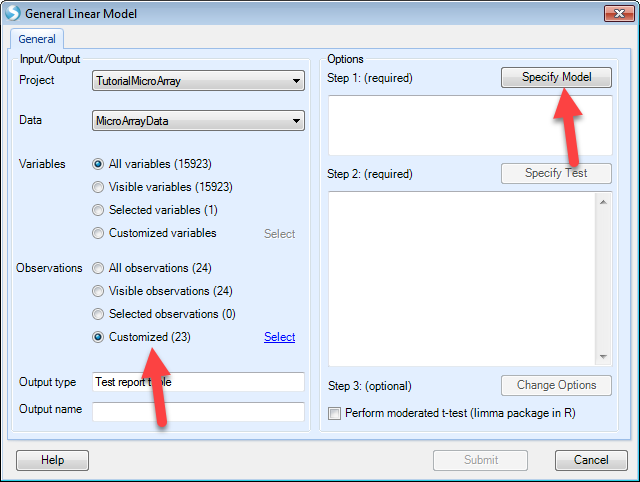 General Linear Model
General
Input/Output
Project
TutorialMicroArray
Data
MicroArrayData
Variables
All variables (15923)
Visible variables (15923)
Selected variables (1)
Customized variables
Select
Observations
All observations (24)
Visible observations (24)
Selected observations (0)
Customized (23)
Select
Output type
Test report table
Output name
Options
Step 1: (required)
Specify Model
Step 2: (required)
Specify Test
Step 3: (optional)
Change Options
Perform moderated t-test (limma package in R)
Help
Submit
Cancel